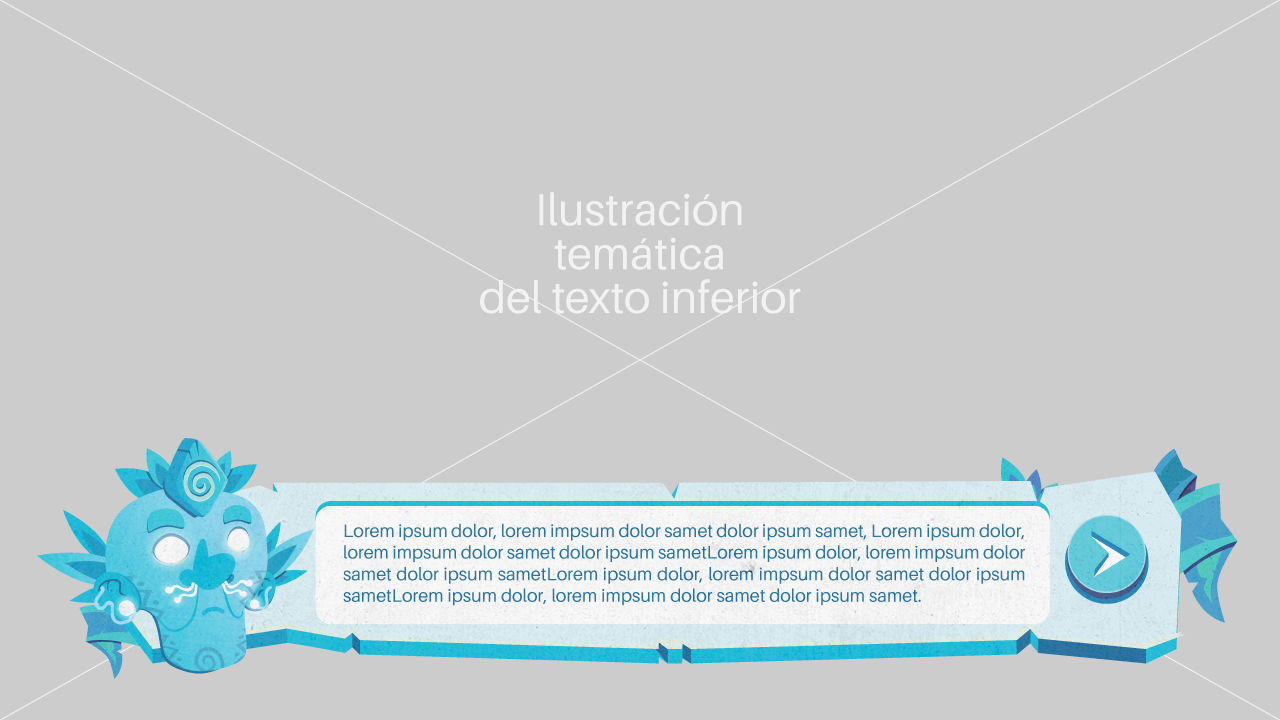 Ilustración
temática
del texto inferior
Lorem ipsum dolor, lorem impsum dolor samet dolor ipsum samet, Lorem ipsum dolor,
lorem impsum dolor samet dolor ipsum sametLorem ipsum dolor, lorem impsum dolor
samet dolor ipsum sametLorem ipsum dolor, lorem impsum dolor samet dolor ipsum
sametLorem ipsum dolor, lorem impsum dolor samet dolor ipsum samet.